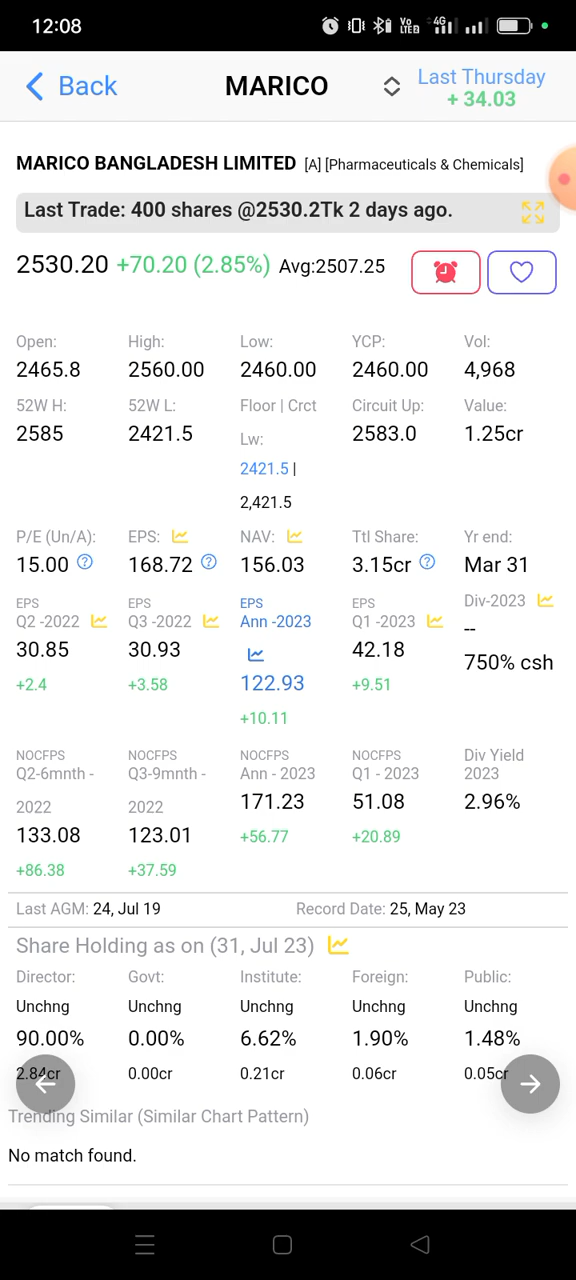 12:08
Vo LTED 4G
Back MARICO Last Thursday
+ 34.03
MARICO BANGLADESH LIMITED [A] [Pharmaceuticals & Chemicals]
Last Trade: 400 shares @2530.2Tk 2 days ago.
2530.20 +70.20 (2.85%) Avg:2507.25
Open: High: Low: YCP: Vol:
2465.8 2560.00 2460.00 2460.00 4,968
52W H: 52W L: Floor | Crct Lw: Circuit Up: Value:
2585 2421.5 2421.5 | 2,421.5 2583.0 1.25cr
P/E (Un/A): EPS: NAV: Ttl Share: Yr end:
15.00 168.72 156.03 3.15cr Mar 31
EPS EPS EPS EPS Div-2023
Q2 -2022 Q3 -2022 Ann -2023 Q1 -2023 --
30.85 30.93 122.93 42.18 750% csh
+2.4 +3.58 +10.11 +9.51
NOCFPS NOCFPS NOCFPS NOCFPS Div Yield
Q2-6mnth - Q3-9mnth - Ann - 2023 Q1 - 2023 2023
2022 2022 171.23 51.08 2.96%
133.08 123.01 +56.77 +20.89
+86.38 +37.59
Last AGM: 24, Jul 19 Record Date: 25, May 23
Share Holding as on (31, Jul 23)
Director: Govt: Institute: Foreign: Public:
Unchng Unchng Unchng Unchng Unchng
90.00% 0.00% 6.62% 1.90% 1.48%
2.84cr 0.00cr 0.21cr 0.06cr 0.05cr
Trending Similar (Similar Chart Pattern)
No match found.